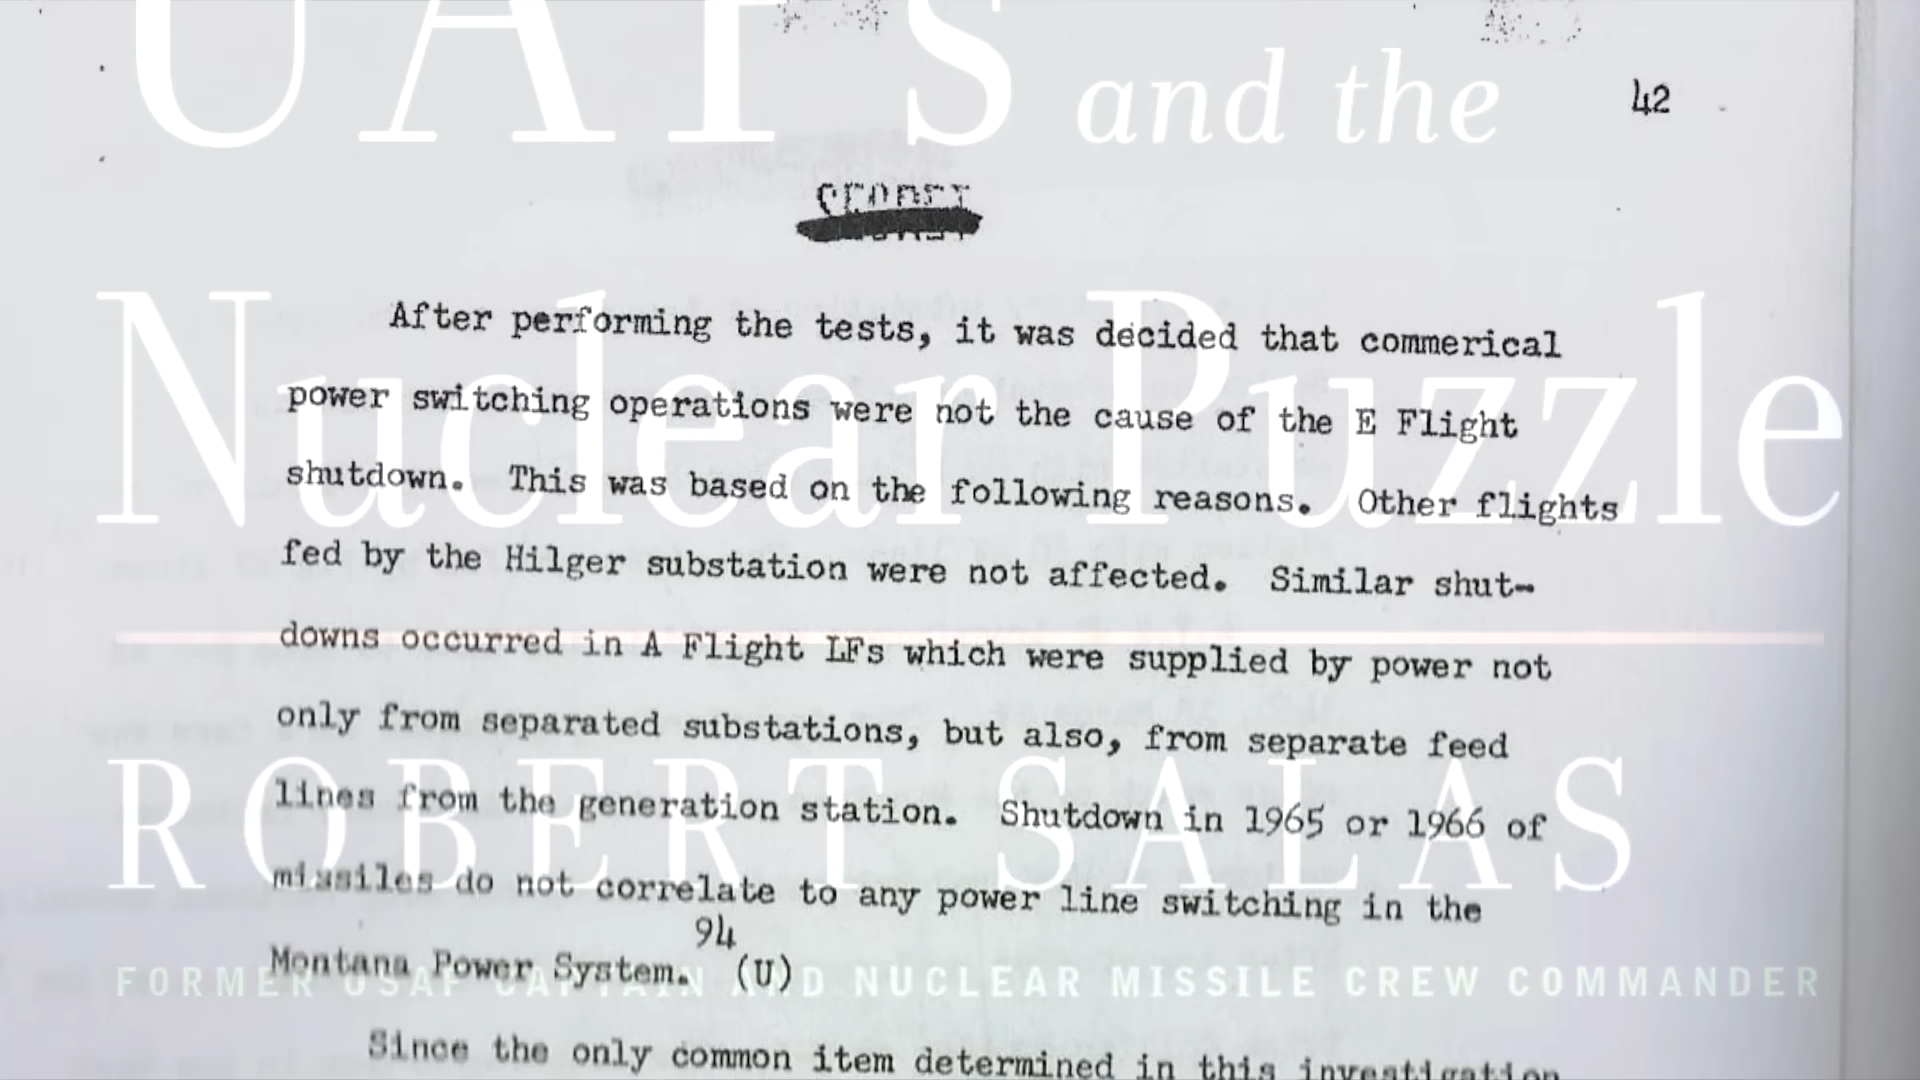 UAPS and the
42
SECRET
After performing the tests, it was decided that commerical
power switching operations were not the cause of the E Flight
shutdown. This was based on the following reasons. Other flights
fed by the Hilger substation were not affected. Similar shut-
downs occurred in A Flight LFs which were supplied by power not
only from separated substations, but also, from separate feed
lines from the generation station. Shutdown in 1965 or 1966 of
missiles do not correlate to any power line switching in the
94
Montana Power System. (U)
Since the only common item determined in this investigation
Nuclear Puzzle
ROBERT SALAS
FORMER USAF CAPTAIN AND NUCLEAR MISSILE CREW COMMANDER